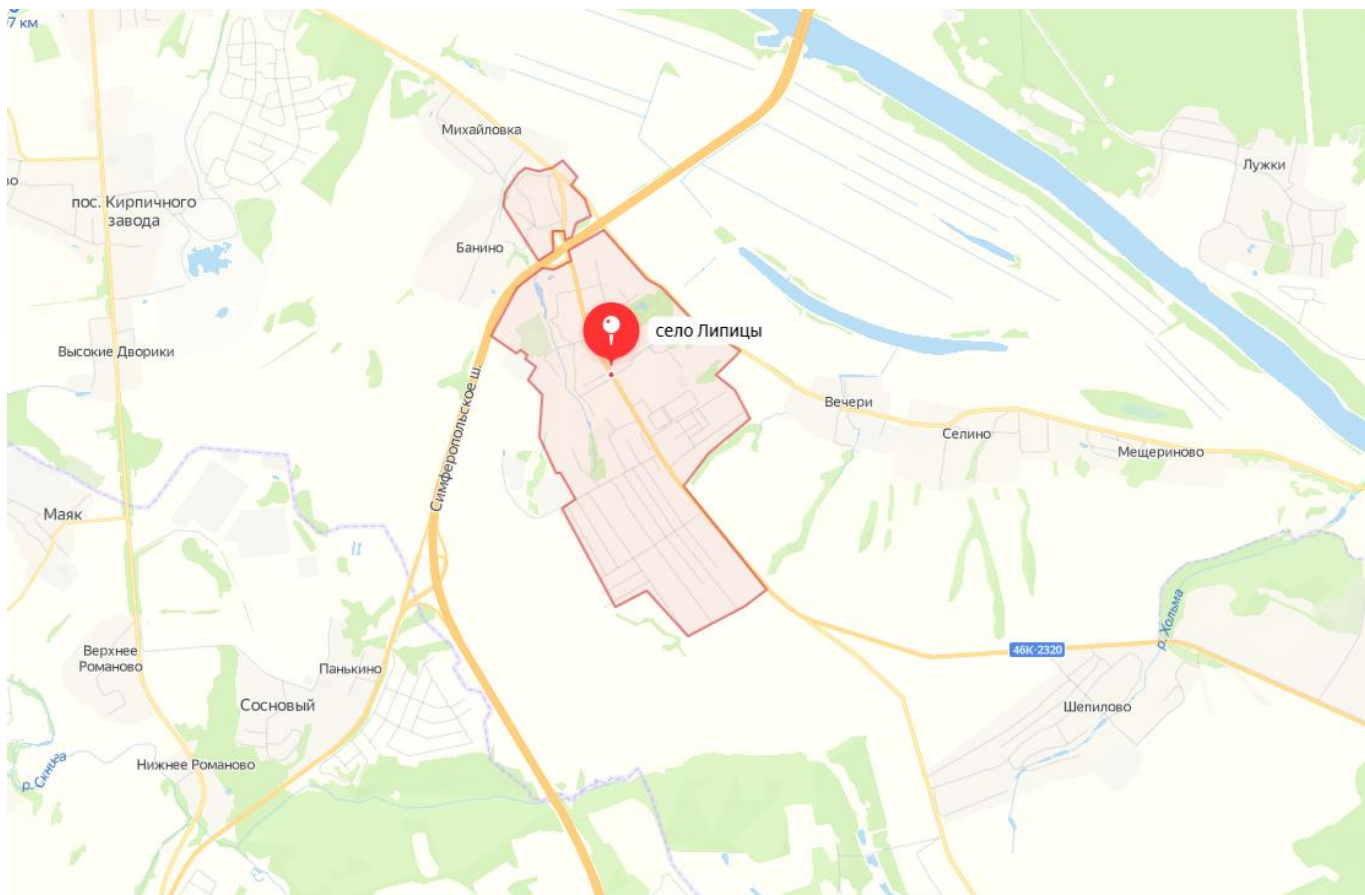 7 км
Михайловка
Лужки
пос. Кирпичного
завода
Банино
село Липицы
Высокие Дворики
Симферопольское ш.
Вечери
Селино
Мещериново
Маяк
р. Хольма
46К-2320
Верхнее
Романово
Панькино
Сосновый
Шепилово
Нижнее Романово
р. Скнига